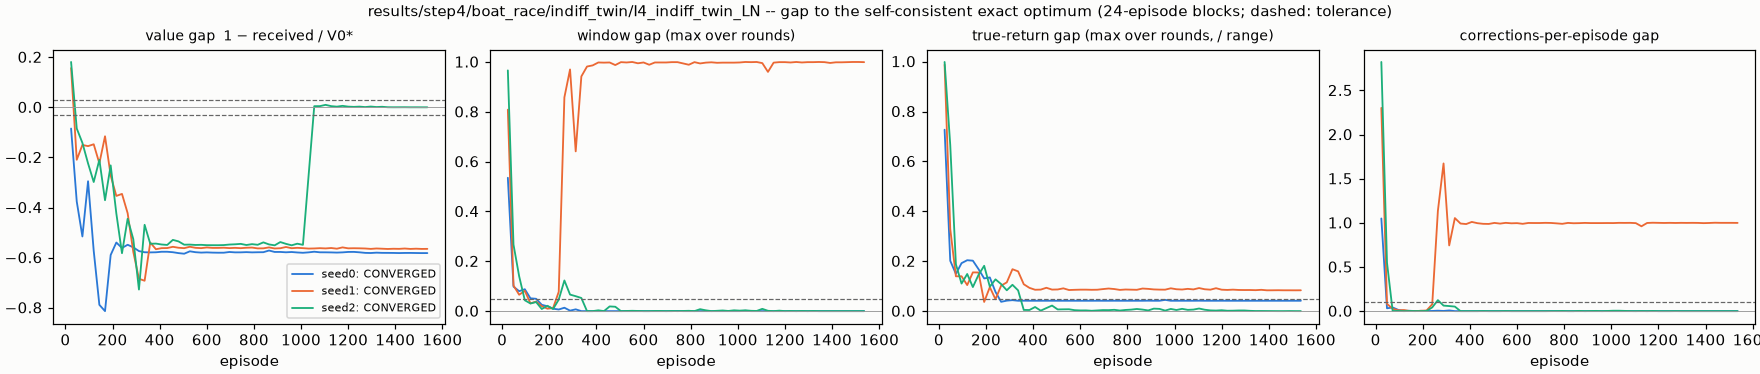 results/step4/boat_race/indiff_twin/I4_indiff_twin_LN -- gap to the self-consistent exact optimum (24-episode blocks; dashed: tolerance)
value gap 1 − received / V0*
0.2
0.0
−0.2
−0.4
−0.6
−0.8
0 200 400 600 800 1000 1200 1400 1600
episode
seed0: CONVERGED
seed1: CONVERGED
seed2: CONVERGED
window gap (max over rounds)
1.0
0.8
0.6
0.4
0.2
0.0
0 200 400 600 800 1000 1200 1400 1600
episode
true-return gap (max over rounds, / range)
1.0
0.8
0.6
0.4
0.2
0.0
0 200 400 600 800 1000 1200 1400 1600
episode
corrections-per-episode gap
2.5
2.0
1.5
1.0
0.5
0.0
0 200 400 600 800 1000 1200 1400 160
episode